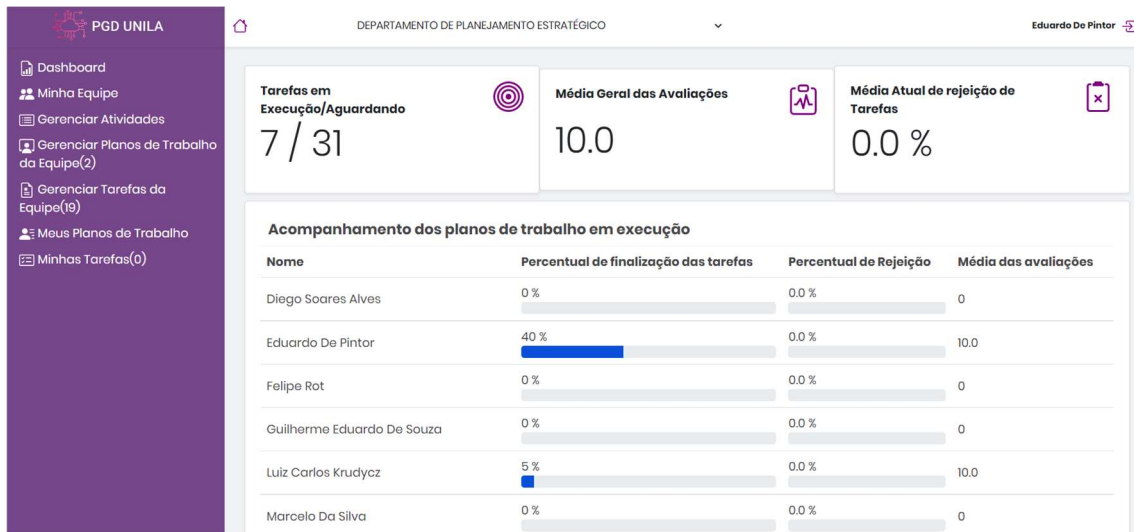 PGD UNILA
DEPARTAMENTO DE PLANEJAMENTO ESTRATÉGICO
Eduardo De Pintor
Dashboard
Minha Equipe
Gerenciar Atividades
Gerenciar Planos de Trabalho
da Equipe(2)
Gerenciar Tarefas da
Equipe(19)
Meus Planos de Trabalho
Minhas Tarefas(0)
Tarefas em
Execução/Aguardando
7 / 31
Média Geral das Avaliações
10.0
Média Atual de rejeição de
Tarefas
0.0 %
Acompanhamento dos planos de trabalho em execução
Nome Percentual de finalização das tarefas Percentual de Rejeição Média das avaliações
Diego Soares Alves 0 % 0.0 % 0
Eduardo De Pintor 40 % 0.0 % 10.0
Felipe Rot 0 % 0.0 % 0
Guilherme Eduardo De Souza 0 % 0.0 % 0
Luiz Carlos Krudycz 5 % 0.0 % 10.0
Marcelo Da Silva 0 % 0.0 % 0